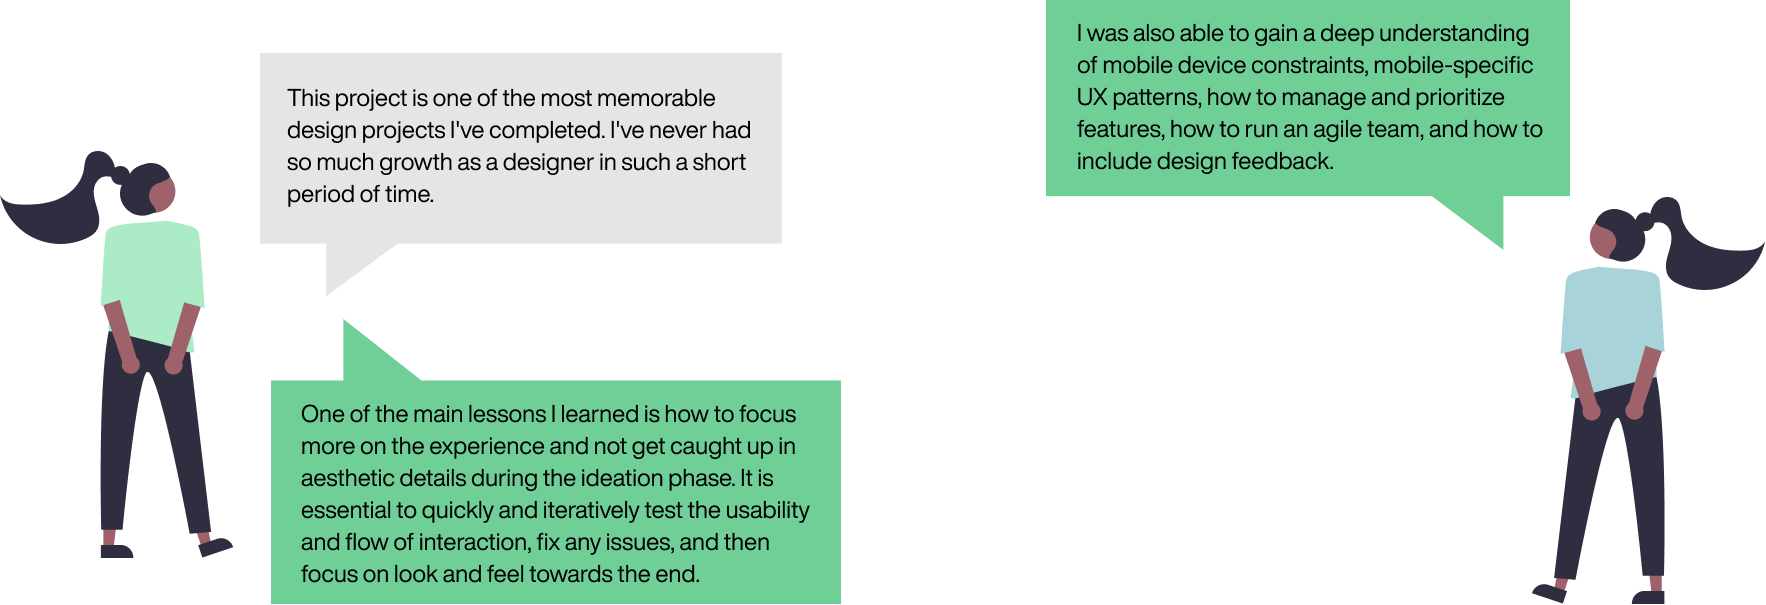 This project is one of the most memorable
design projects I've completed. I've never had
so much growth as a designer in such a short
period of time.
One of the main lessons I learned is how to focus
more on the experience and not get caught up in
aesthetic details during the ideation phase. It is
essential to quickly and iteratively test the usability
and flow of interaction, fix any issues, and then
focus on look and feel towards the end.
I was also able to gain a deep understanding
of mobile device constraints, mobile-specific
UX patterns, how to manage and prioritize
features, how to run an agile team, and how to
include design feedback.